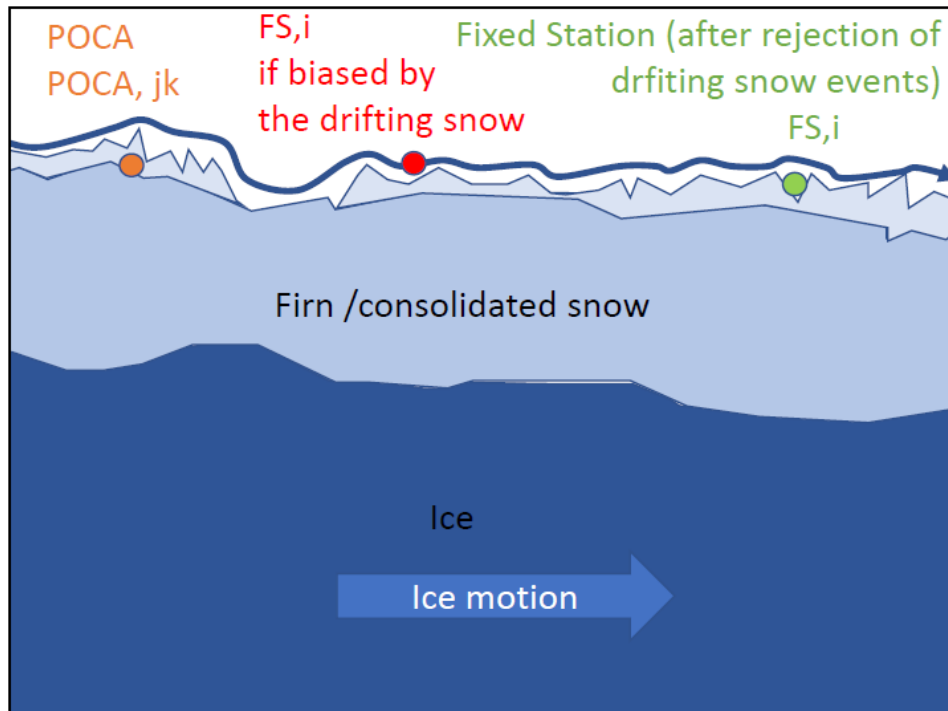 POCA
POCA, jk
FS,i
if biased by
the drifting snow
Fixed Station (after rejection of
drfiting snow events)
FS,i
Firn /consolidated snow
Ice
Ice motion